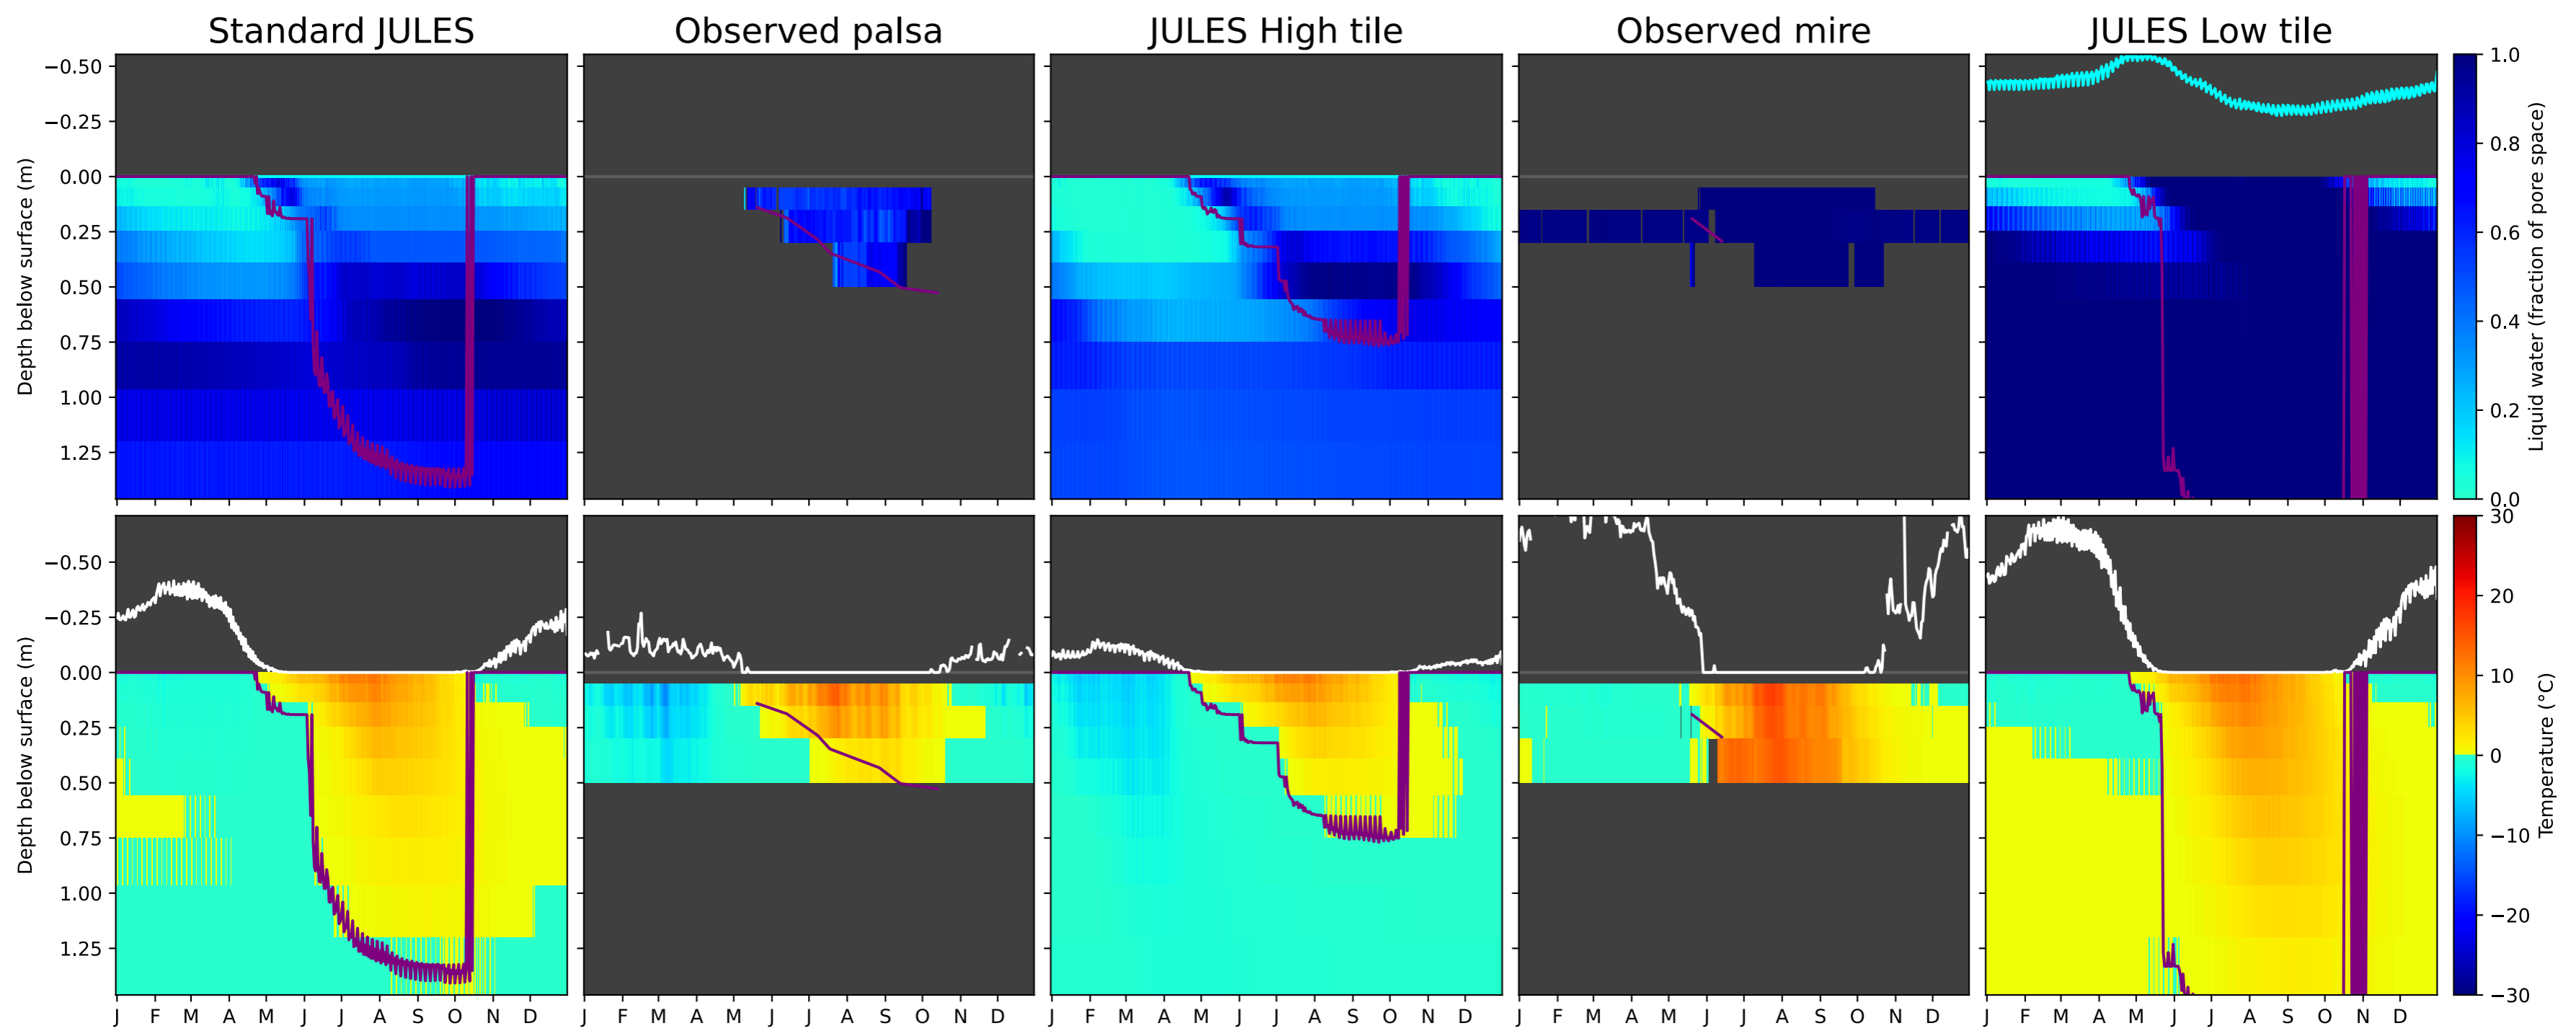 Standard JULES
Observed palsa
JULES High tile
Observed mire
JULES Low tile
Depth below surface (m)
−0.50
−0.25
0.00
0.25
0.50
0.75
1.00
1.25
J F M A M J J A S O N D
J F M A M J J A S O N D
J F M A M J J A S O N D
J F M A M J J A S O N D
J F M A M J J A S O N D
1.0
0.8
0.6
0.4
0.2
0.0
Liquid water (fraction of pore space)
Depth below surface (m)
−0.50
−0.25
0.00
0.25
0.50
0.75
1.00
1.25
30
20
10
0
−10
−20
−30
Temperature (°C)